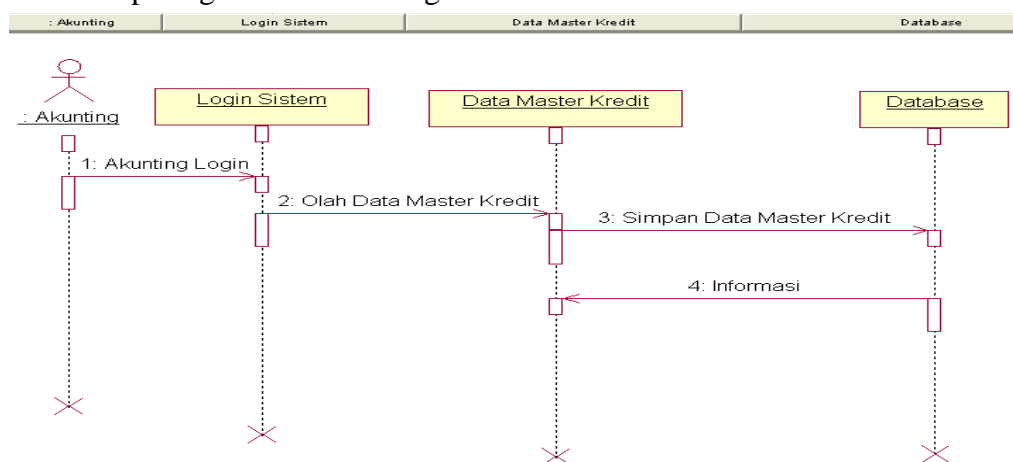 : Akunting Login Sistem Data Master Kredit Database
: Akunting
Login Sistem
Data Master Kredit
Database
1: Akunting Login
2: Olah Data Master Kredit
3: Simpan Data Master Kredit
4: Informasi